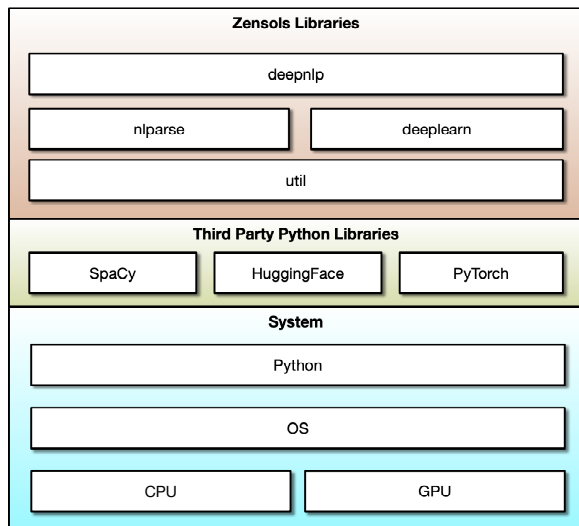 Zensols Libraries
deepnlp
nlparse deeplearn
util
Third Party Python Libraries
SpaCy HuggingFace PyTorch
System
Python
OS
CPU GPU